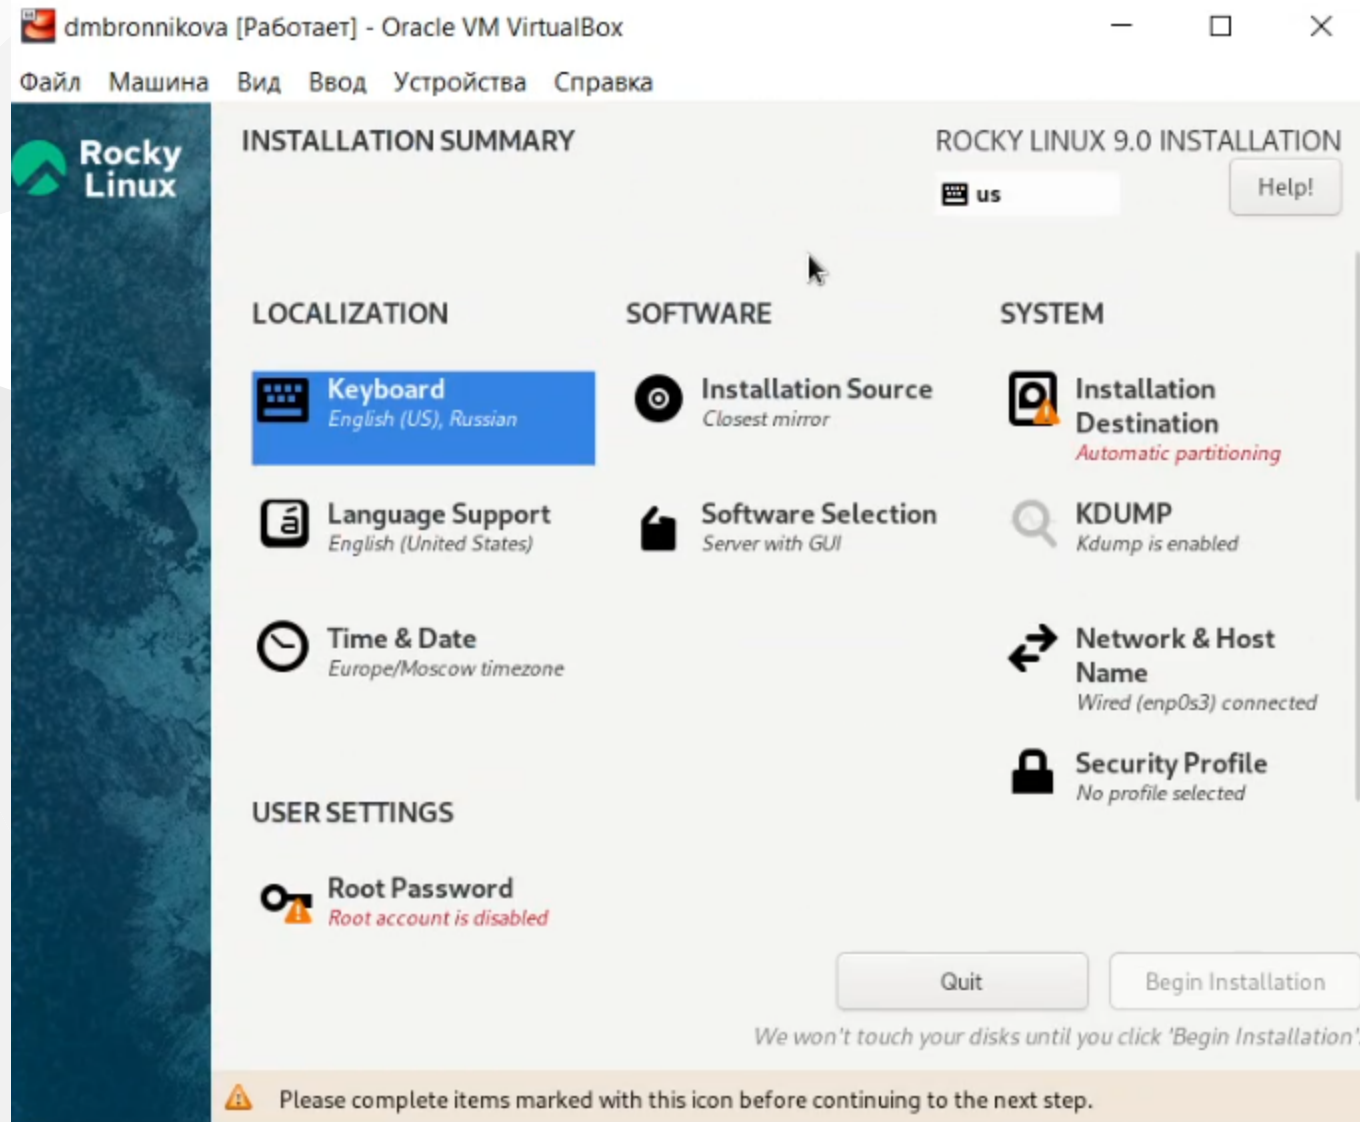 dmbronnikova [Работает] - Oracle VM VirtualBox
Файл Машина Вид Ввод Устройства Справка
Rocky
Linux
INSTALLATION SUMMARY
ROCKY LINUX 9.0 INSTALLATION
us
Help!
LOCALIZATION
Keyboard
English (US), Russian
Language Support
English (United States)
Time & Date
Europe/Moscow timezone
SOFTWARE
Installation Source
Closest mirror
Software Selection
Server with GUI
SYSTEM
Installation
Destination
Automatic partitioning
KDUMP
Kdump is enabled
Network & Host
Name
Wired (enp0s3) connected
Security Profile
No profile selected
USER SETTINGS
Root Password
Root account is disabled
Quit
Begin Installation
We won't touch your disks until you click 'Begin Installation'.
Please complete items marked with this icon before continuing to the next step.